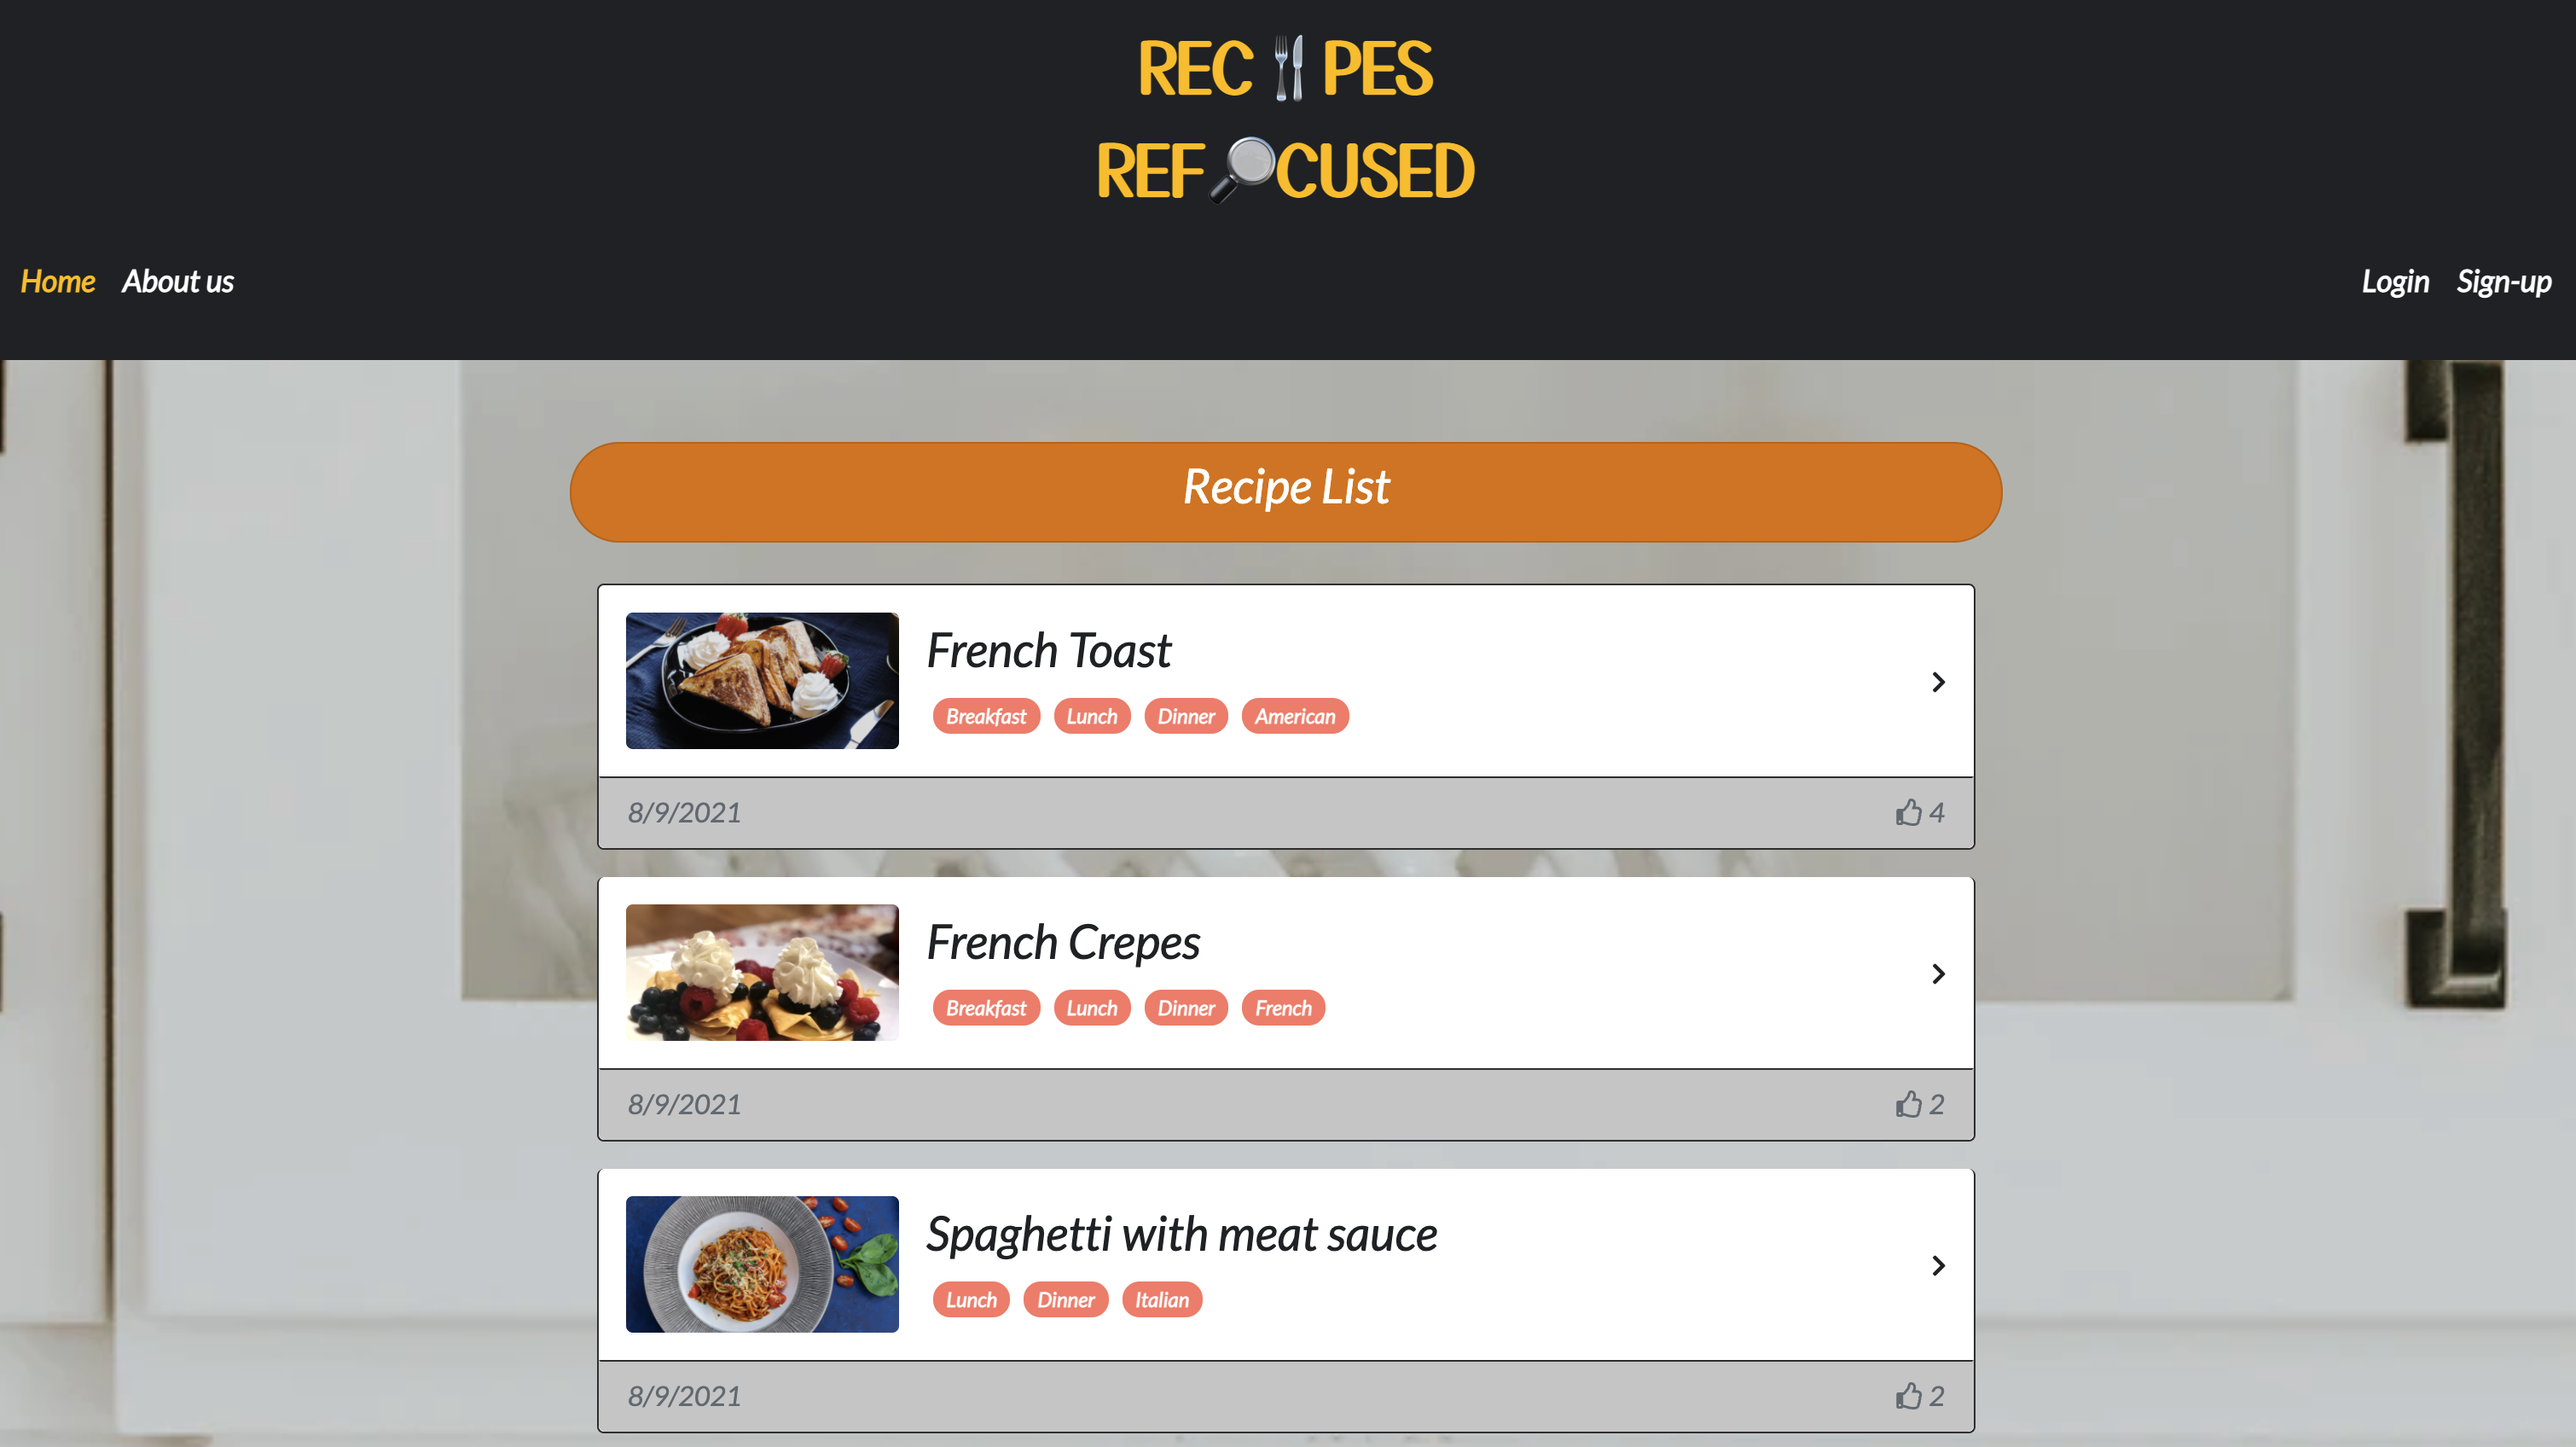 REC🍴PES
REF🔎CUSED
Home About us Login Sign-up
Recipe List
French Toast
Breakfast Lunch Dinner American
8/9/2021 4
French Crepes
Breakfast Lunch Dinner French
8/9/2021 2
Spaghetti with meat sauce
Lunch Dinner Italian
8/9/2021 2